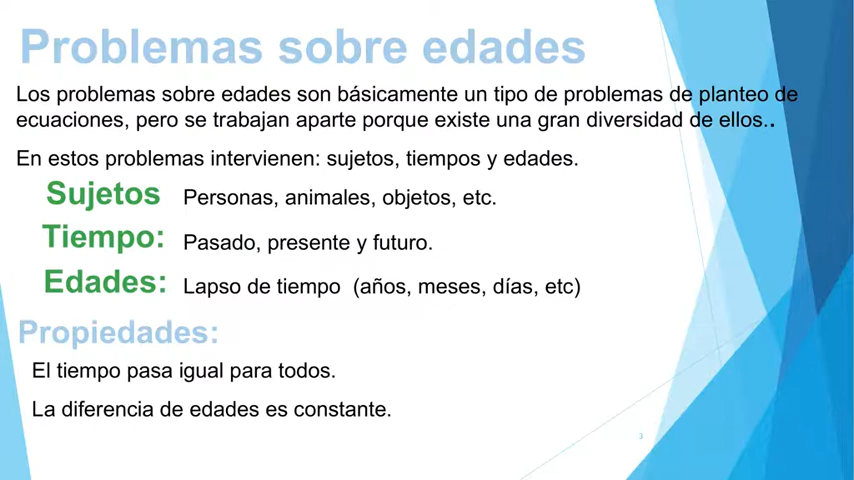 Problemas sobre edades
Los problemas sobre edades son básicamente un tipo de problemas de planteo de
ecuaciones, pero se trabajan aparte porque existe una gran diversidad de ellos..
En estos problemas intervienen: sujetos, tiempos y edades.
Sujetos Personas, animales, objetos, etc.
Tiempo: Pasado, presente y futuro.
Edades: Lapso de tiempo (años, meses, días, etc)
Propiedades:
El tiempo pasa igual para todos.
La diferencia de edades es constante.
3